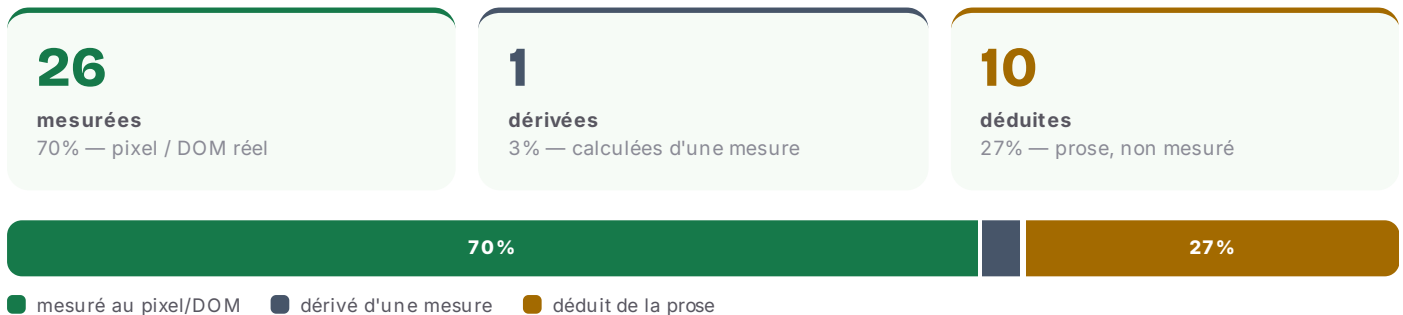 26
mesurées
70% — pixel / DOM réel
1
dérivées
3% — calculées d'une mesure
10
déduites
27% — prose, non mesuré
70%
27%
mesuré au pixel/DOM
dérivé d'une mesure
déduit de la prose